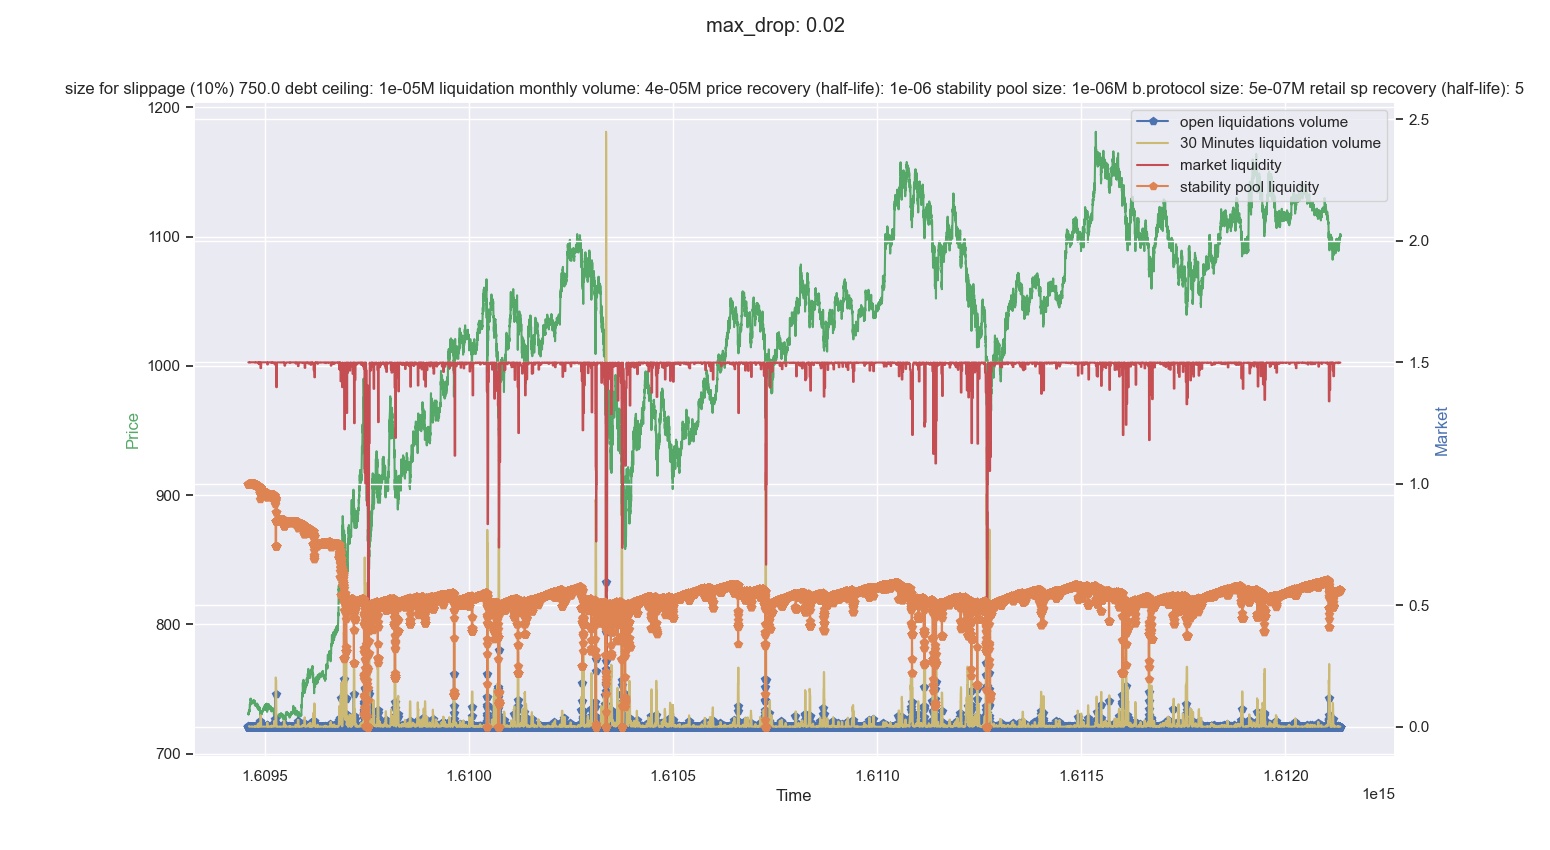 max_drop: 0.02
size for slippage (10%) 750.0 debt ceiling: 1e-05M liquidation monthly volume: 4e-05M price recovery (half-life): 1e-06 stability pool size: 1e-06M b.protocol size: 5e-07M retail sp recovery (half-life): 5
open liquidations volume
30 Minutes liquidation volume
market liquidity
stability pool liquidity
1200
1100
1000
900
800
700
Price
2.5
2.0
1.5
1.0
0.5
0.0
Market
1.6095
1.6100
1.6105
1.6110
1.6115
1.6120
1e15
Time